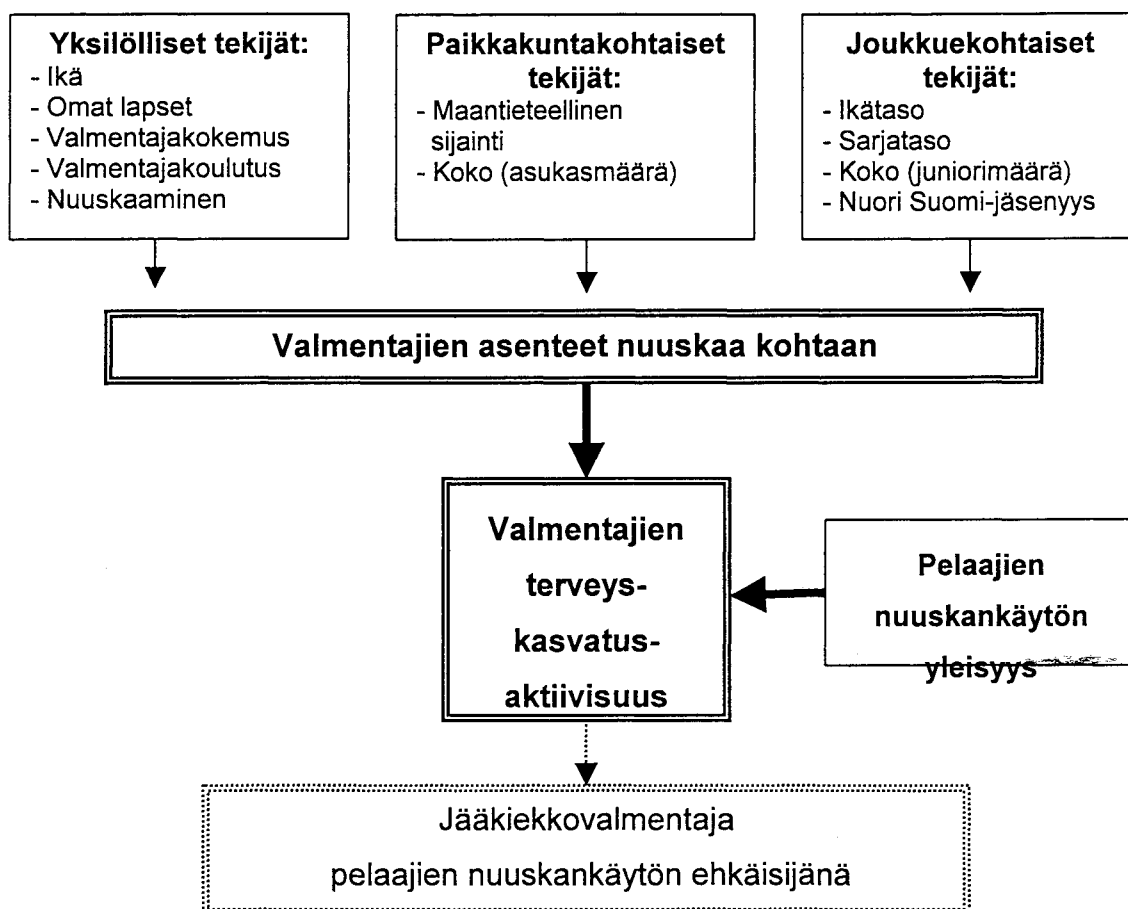 Yksilölliset tekijät:
- Ikä
- Omat lapset
- Valmentajakokemus
- Valmentajakoulutus
- Nuuskaaminen
Paikkakuntakohtaiset
tekijät:
- Maantieteellinen
sijainti
- Koko (asukasmäärä)
Joukkuekohtaiset
tekijät:
- Ikätaso
- Sarjataso
- Koko (juniorimäärä)
- Nuori Suomi-jäsenyys
Valmentajien asenteet nuuskaa kohtaan
Valmentajien
terveys-
kasvatus-
aktiivisuus
Pelaajien
nuuskankäytön
yleisyys
Jääkiekkovalmentaja
pelaajien nuuskankäytön ehkäisijänä